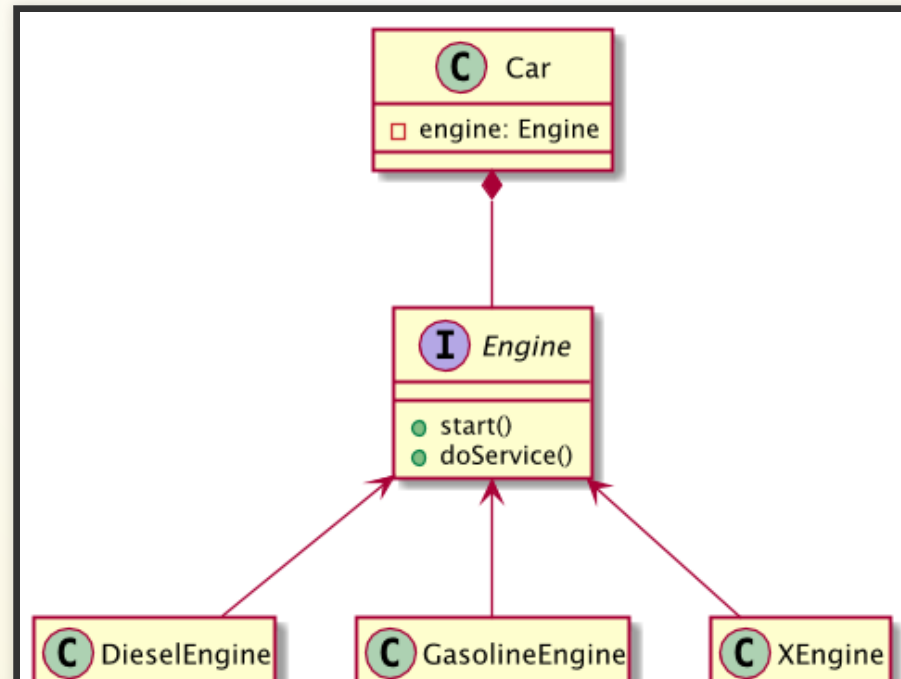 C Car
engine: Engine
I Engine
start()
doService()
C DieselEngine
C GasolineEngine
C XEngine